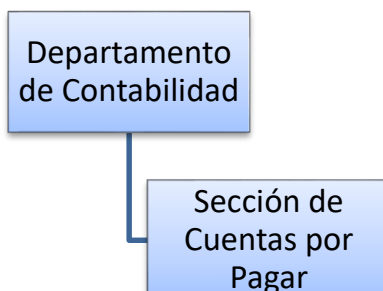 Departamento
de Contabilidad
Sección de
Cuentas por
Pagar